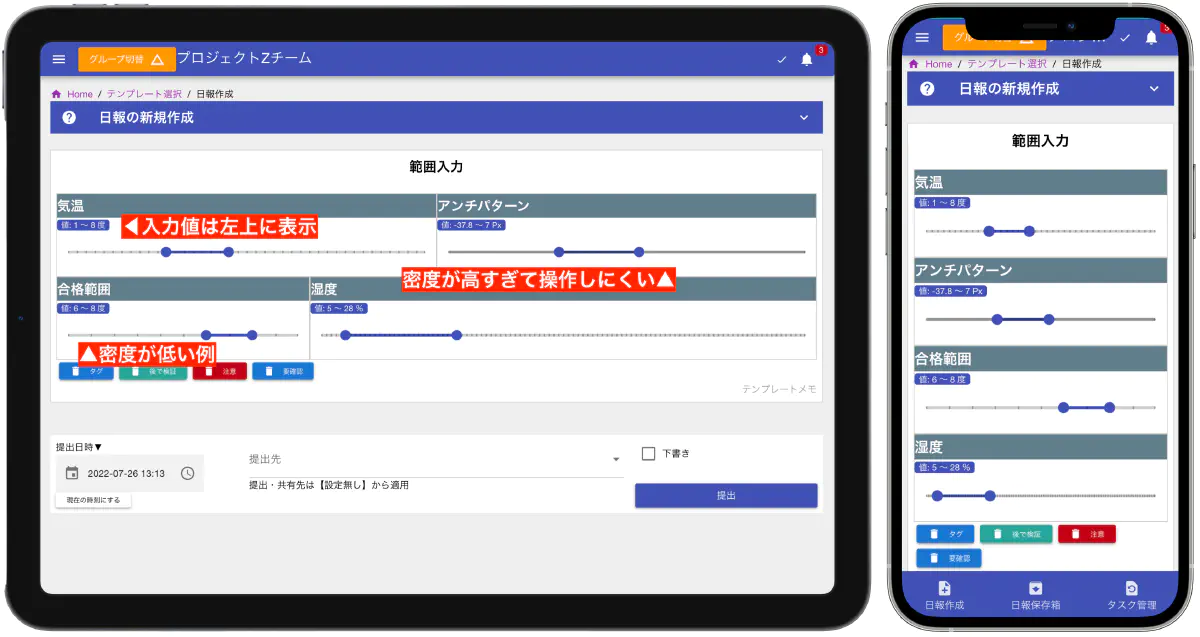 グループ切替
プロジェクトZチーム
3
Home / テンプレート選択 / 日報作成
日報の新規作成
範囲入力
気温
値: 1 〜 8 度
◀入力値は左上に表示
アンチパターン
値: -37.8 〜 7 Px
密度が高すぎて操作しにくい▲
合格範囲
値: 6 〜 8 度
湿度
値: 5 〜 28 %
▲密度が低い例
タグ
後で検証
注意
要確認
テンプレートメモ
提出日時▼
2022-07-26 13:13
現在の時刻にする
提出先
提出・共有先は【設定無し】から適用
下書き
提出
3
Home / テンプレート選択 / 日報作成
日報の新規作成
範囲入力
気温
値: 1 〜 8 度
アンチパターン
値: -37.8 〜 7 Px
合格範囲
値: 6 〜 8 度
湿度
値: 5 〜 28 %
タグ
後で検証
注意
要確認
日報作成
日報保存箱
タスク管理